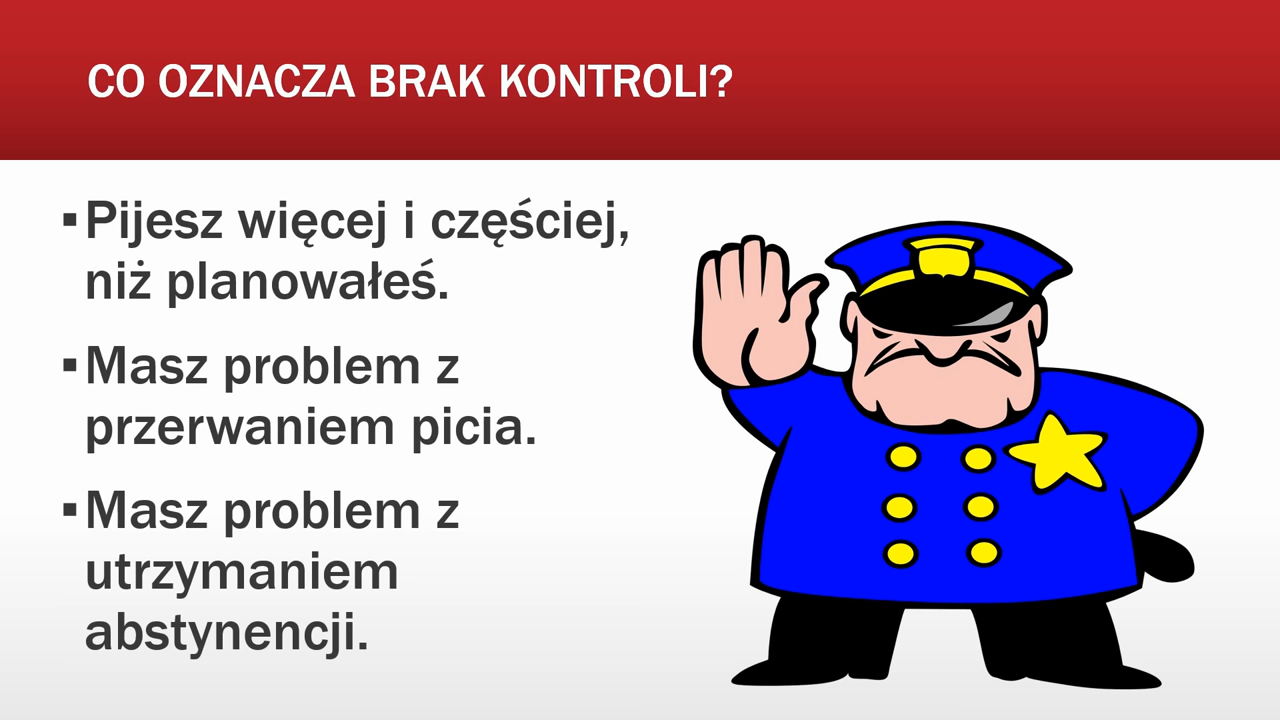 CO OZNACZA BRAK KONTROLI?
▪Pijesz więcej i częściej,
niż planowałeś.
▪Masz problem z
przerwaniem picia.
▪Masz problem z
utrzymaniem
abstynencji.